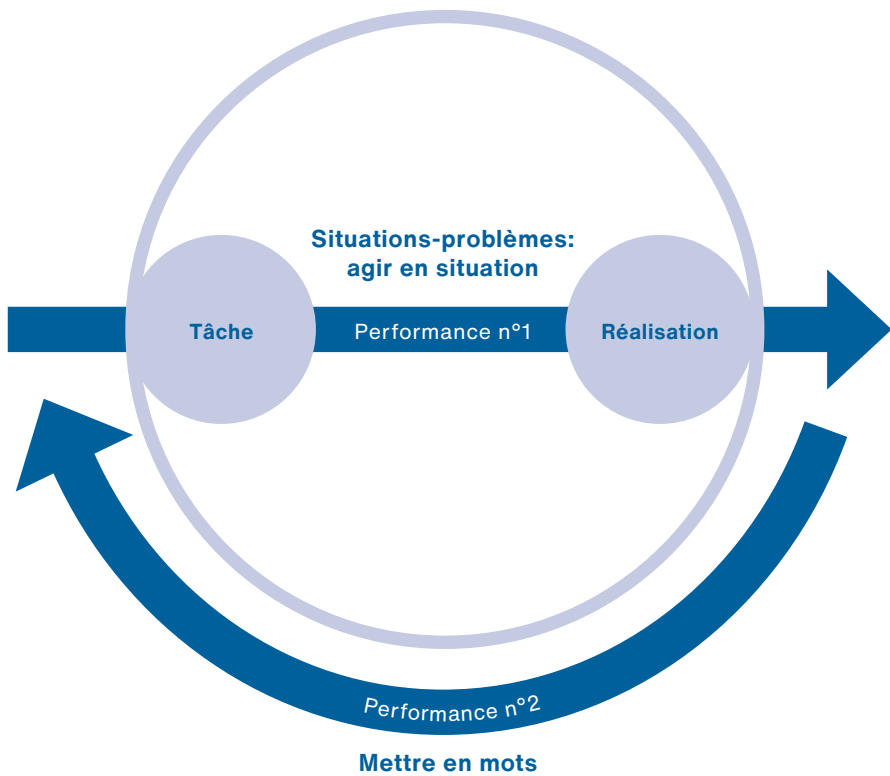 Situations-problèmes:
agir en situation
Tâche
Performance n°1
Réalisation
Performance n°2
Mettre en mots